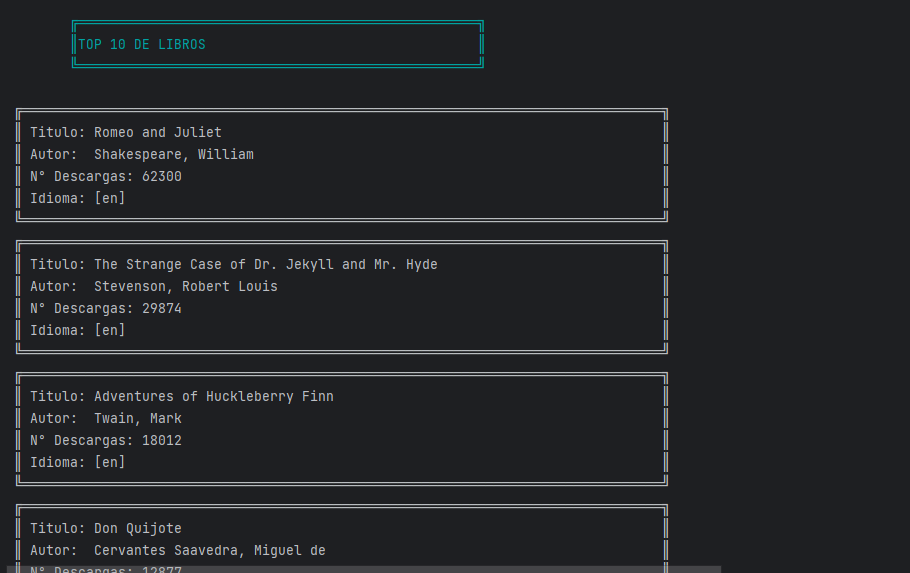 TOP 10 DE LIBROS
Titulo: Romeo and Juliet
Autor:  Shakespeare, William
N° Descargas: 62300
Idioma: [en]
Titulo: The Strange Case of Dr. Jekyll and Mr. Hyde
Autor:  Stevenson, Robert Louis
N° Descargas: 29874
Idioma: [en]
Titulo: Adventures of Huckleberry Finn
Autor:  Twain, Mark
N° Descargas: 18012
Idioma: [en]
Titulo: Don Quijote
Autor:  Cervantes Saavedra, Miguel de
N° Descargas: 12877